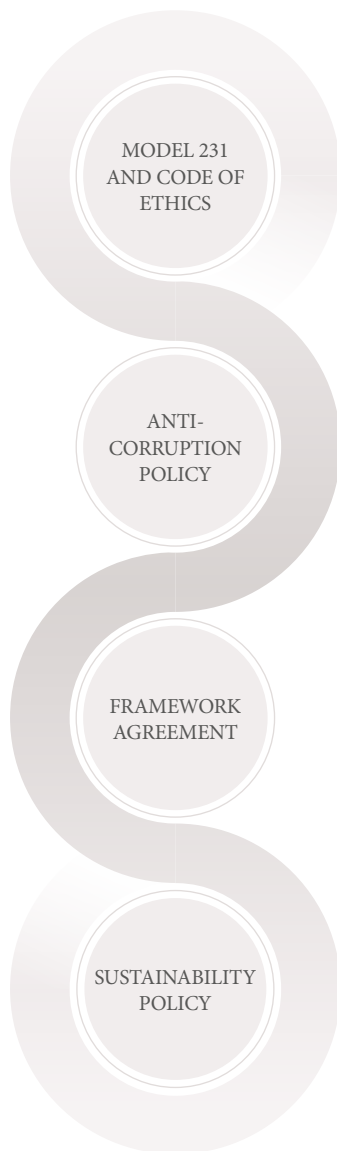 MODEL 231
AND CODE OF
ETHICS
ANTI-
CORRUPTION
POLICY
FRAMEWORK
AGREEMENT
SUSTAINABILITY
POLICY